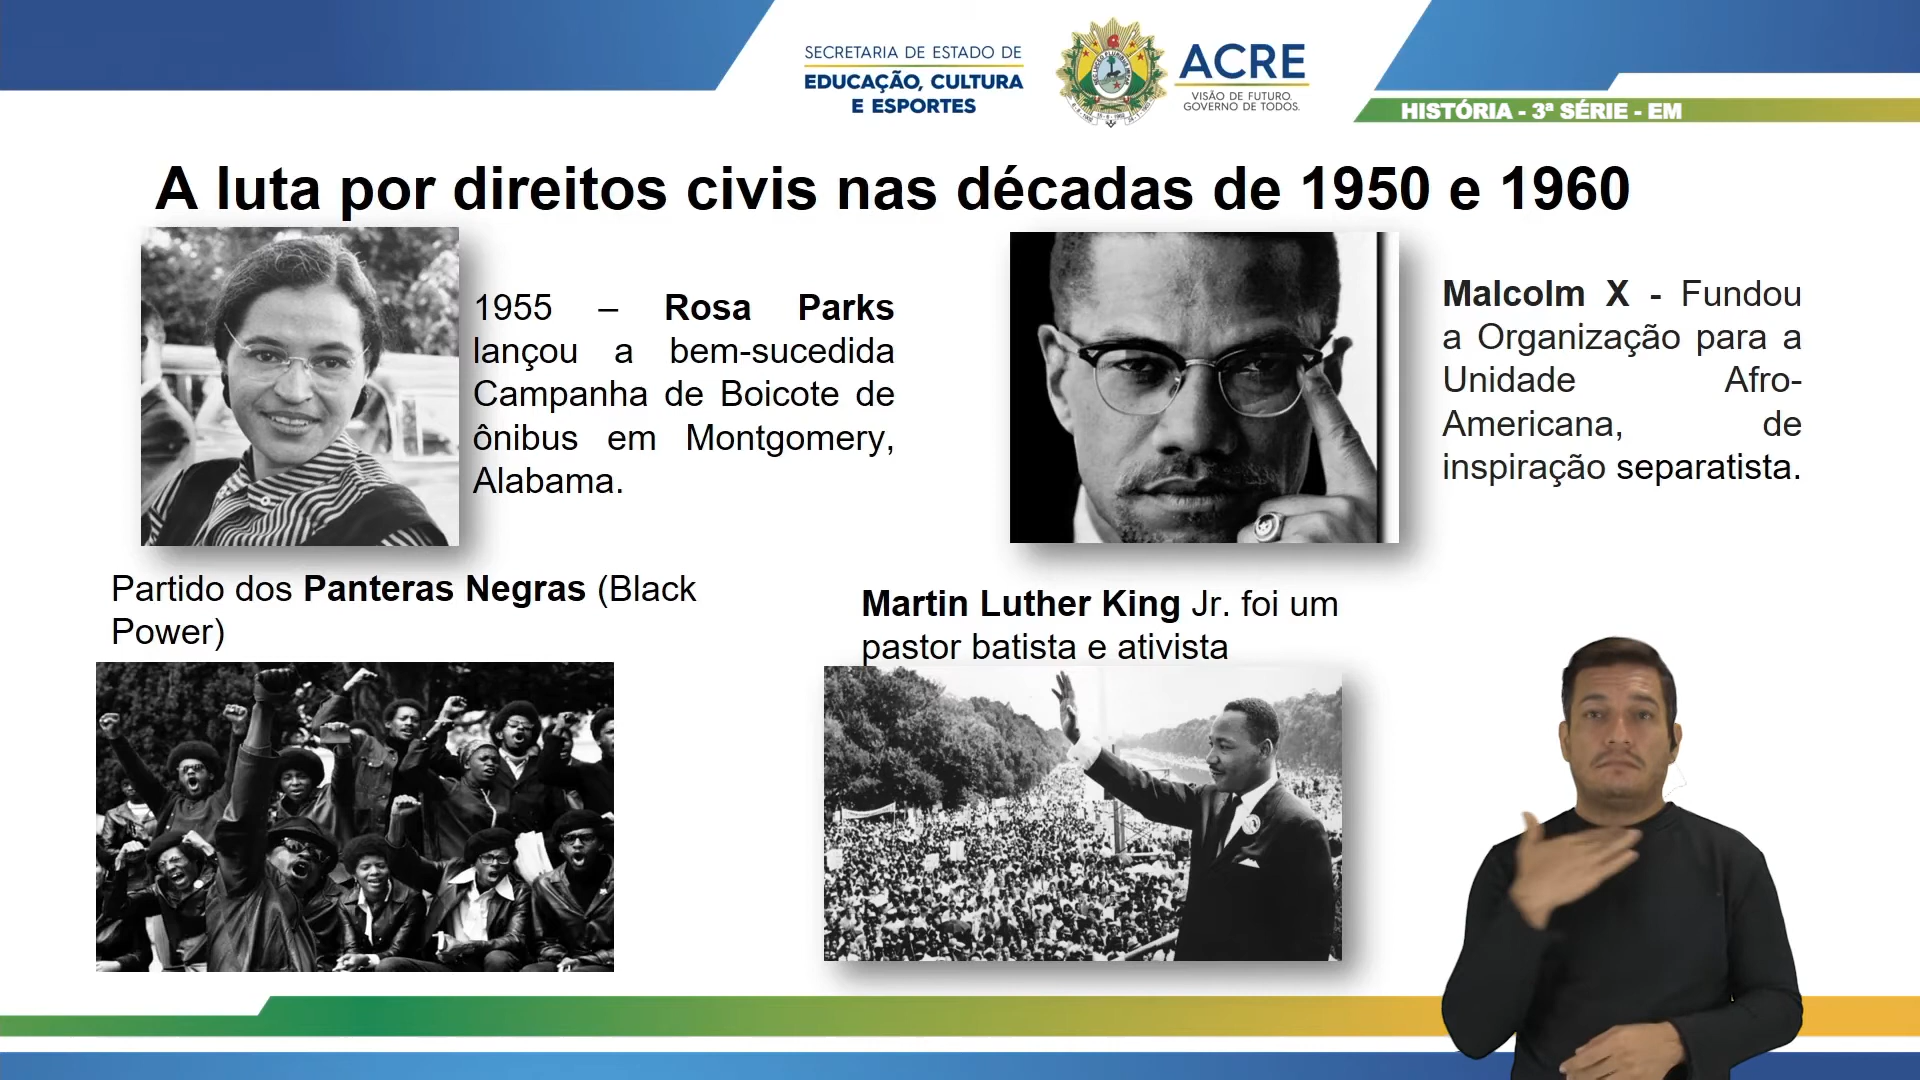 SECRETARIA DE ESTADO DE
EDUCAÇÃO, CULTURA
E ESPORTES
ACRE
VISÃO DE FUTURO.
GOVERNO DE TODOS.
HISTÓRIA - 3ª SÉRIE - EM
A luta por direitos civis nas décadas de 1950 e 1960
1955 – Rosa Parks
lançou a bem-sucedida
Campanha de Boicote de
ônibus em Montgomery,
Alabama.
Malcolm X - Fundou
a Organização para a
Unidade Afro-
Americana, de
inspiração separatista.
Partido dos Panteras Negras (Black
Power)
Martin Luther King Jr. foi um
pastor batista e ativista